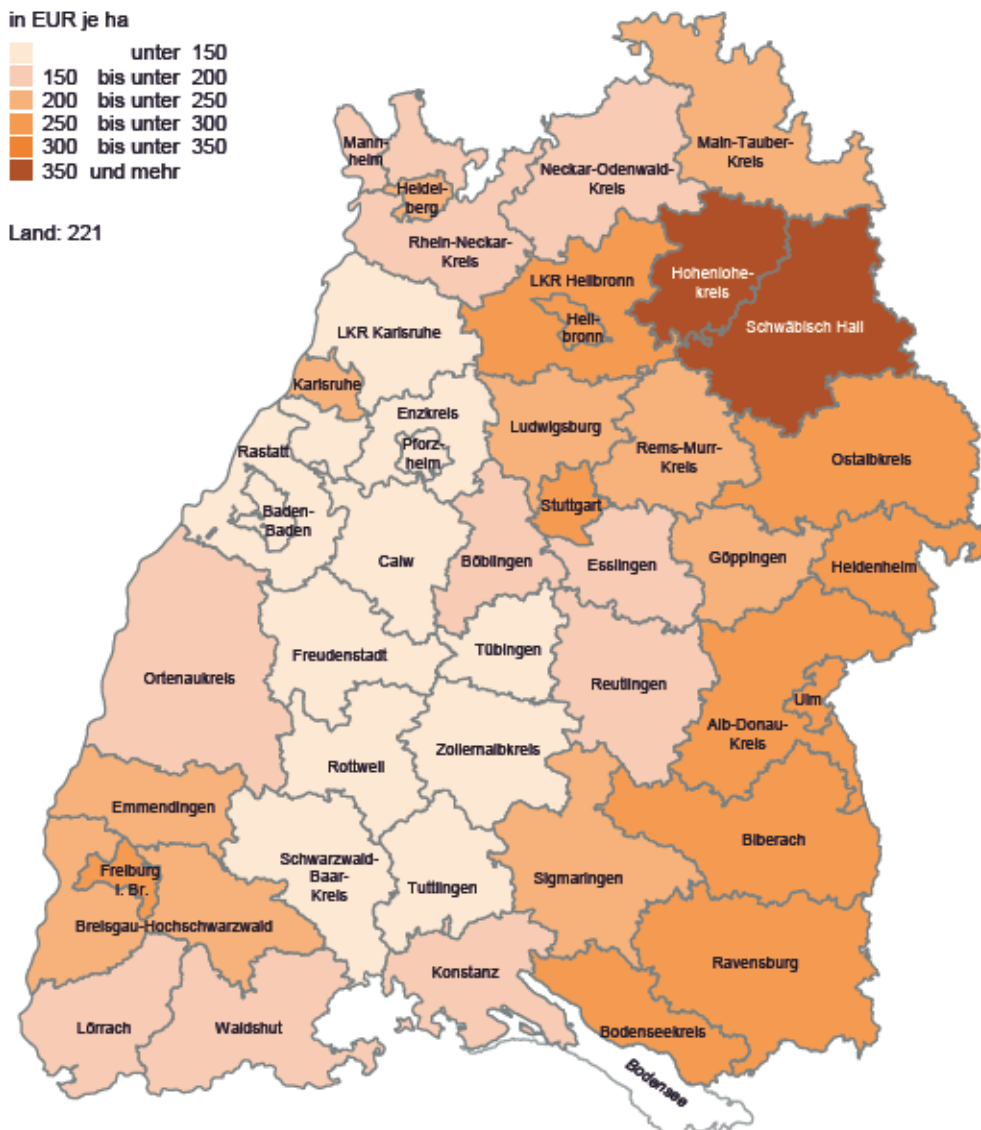 in EUR je ha
unter 150
150 bis unter 200
200 bis unter 250
250 bis unter 300
300 bis unter 350
350 und mehr
Land: 221
Main-Tauber-
Kreis
Mann-
heim
Neckar-Odenwald-
Kreis
Heidel-
berg
Rhein-Neckar-
Kreis
Hohenlohe-
kreis
LKR Heilbronn
Heil-
bronn
Schwäbisch Hall
LKR Karlsruhe
Karlsruhe
Enzkreis
Ludwigsburg
Pforz-
heim
Rastatt
Rems-Murr-
Kreis
Ostalbkreis
Stuttgart
Baden-
Baden
Calw
Böblingen
Esslingen
Göppingen
Heidenheim
Freudenstadt
Tübingen
Ortenaukreis
Reutlingen
Ulm
Alb-Donau-
Kreis
Zollernalbkreis
Rottweil
Emmendingen
Biberach
Schwarzwald-
Baar-
Kreis
Freiburg
i. Br.
Tuttlingen
Sigmaringen
Breisgau-Hochschwarzwald
Ravensburg
Konstanz
Lörrach
Waldshut
Bodenseekreis
Bodensee